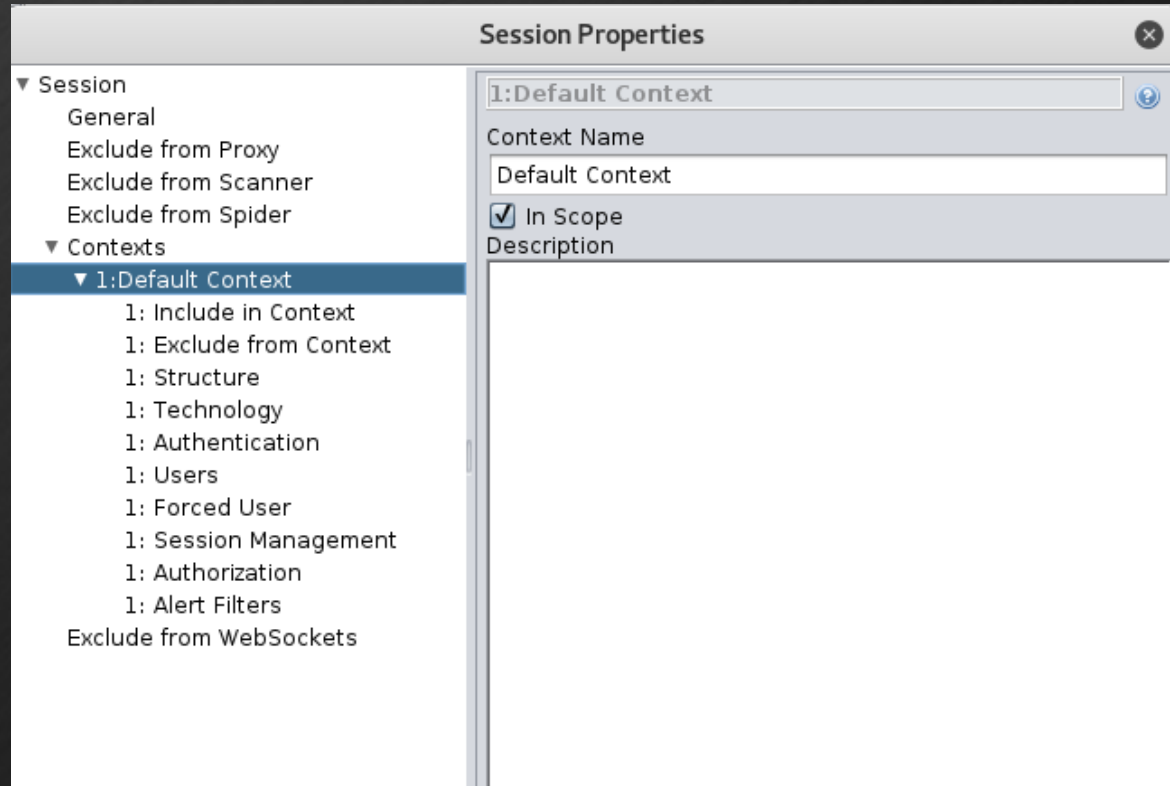 Session Properties
Session
General
Exclude from Proxy
Exclude from Scanner
Exclude from Spider
Contexts
1:Default Context
1: Include in Context
1: Exclude from Context
1: Structure
1: Technology
1: Authentication
1: Users
1: Forced User
1: Session Management
1: Authorization
1: Alert Filters
Exclude from WebSockets
1:Default Context
Context Name
Default Context
In Scope
Description